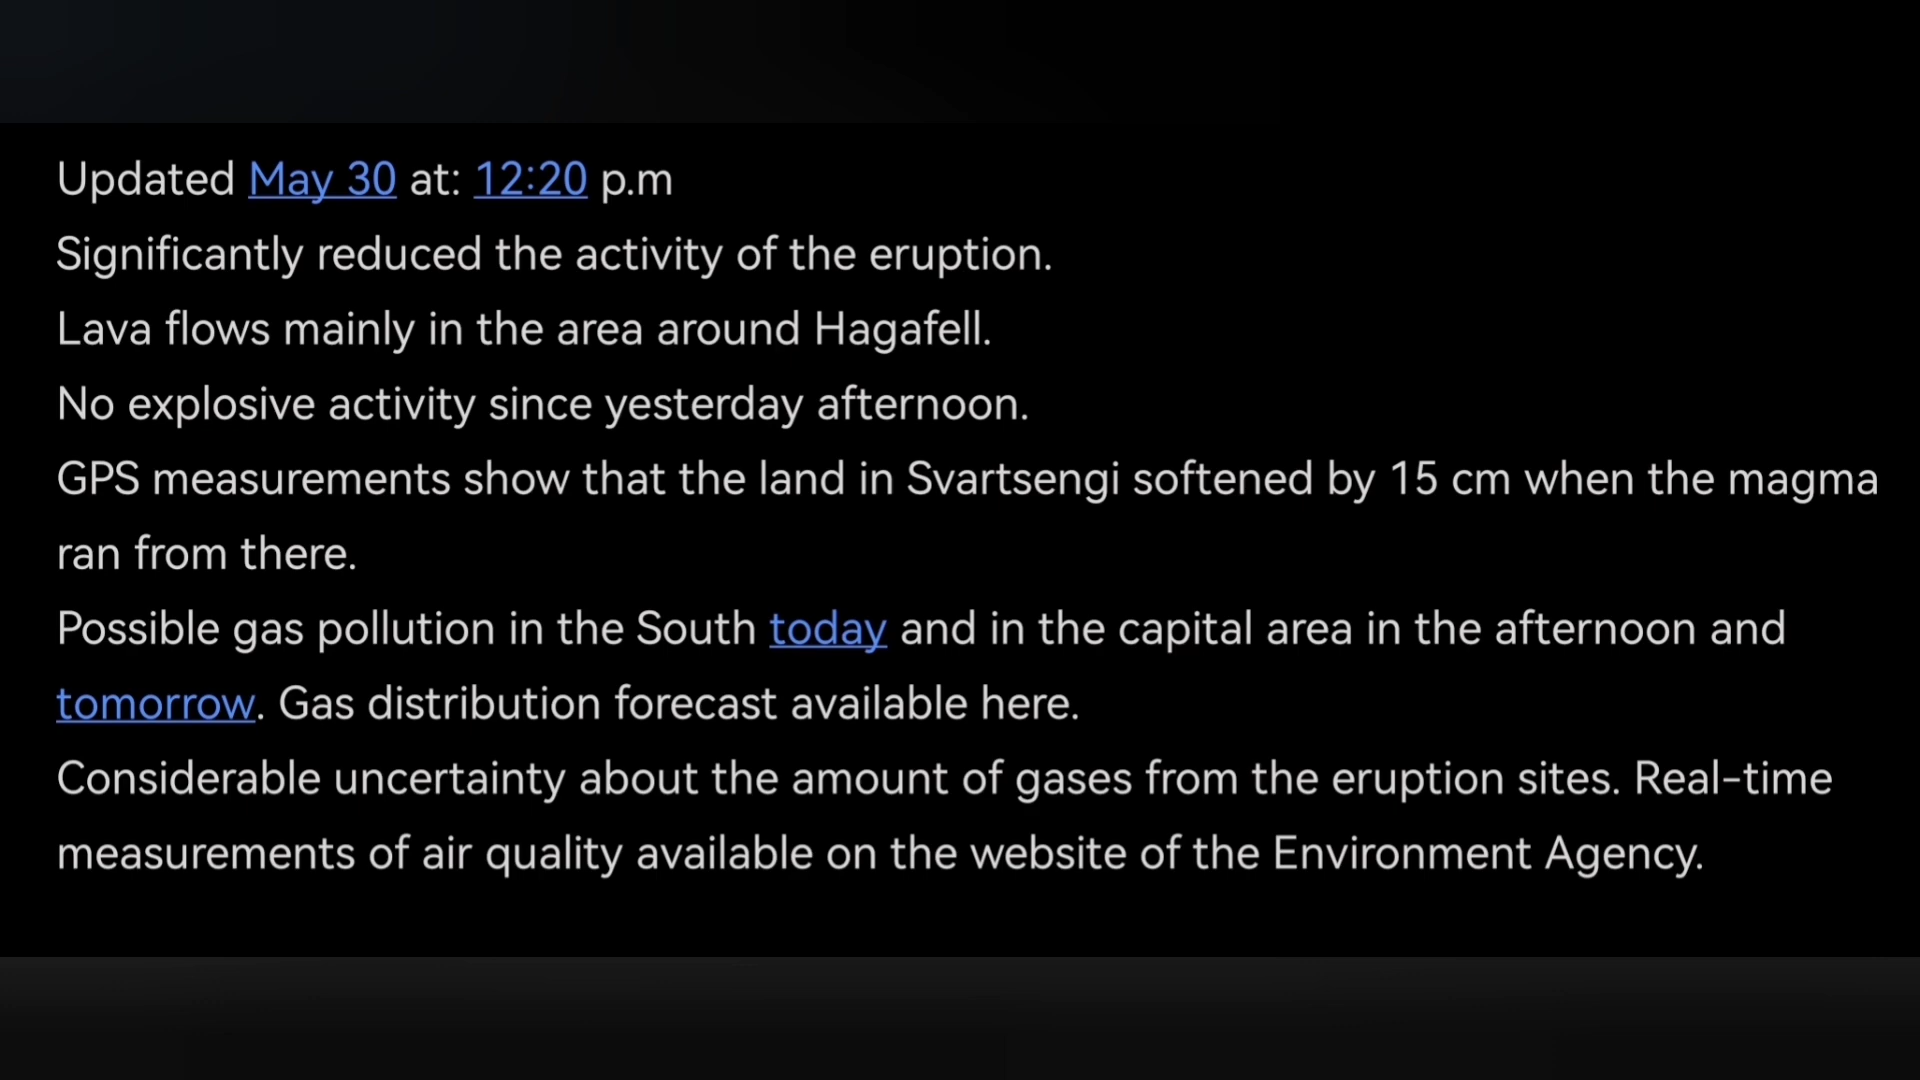 Updated May 30 at: 12:20 p.m
Significantly reduced the activity of the eruption.
Lava flows mainly in the area around Hagafell.
No explosive activity since yesterday afternoon.
GPS measurements show that the land in Svartsengi softened by 15 cm when the magma
ran from there.
Possible gas pollution in the South today and in the capital area in the afternoon and
tomorrow. Gas distribution forecast available here.
Considerable uncertainty about the amount of gases from the eruption sites. Real-time
measurements of air quality available on the website of the Environment Agency.